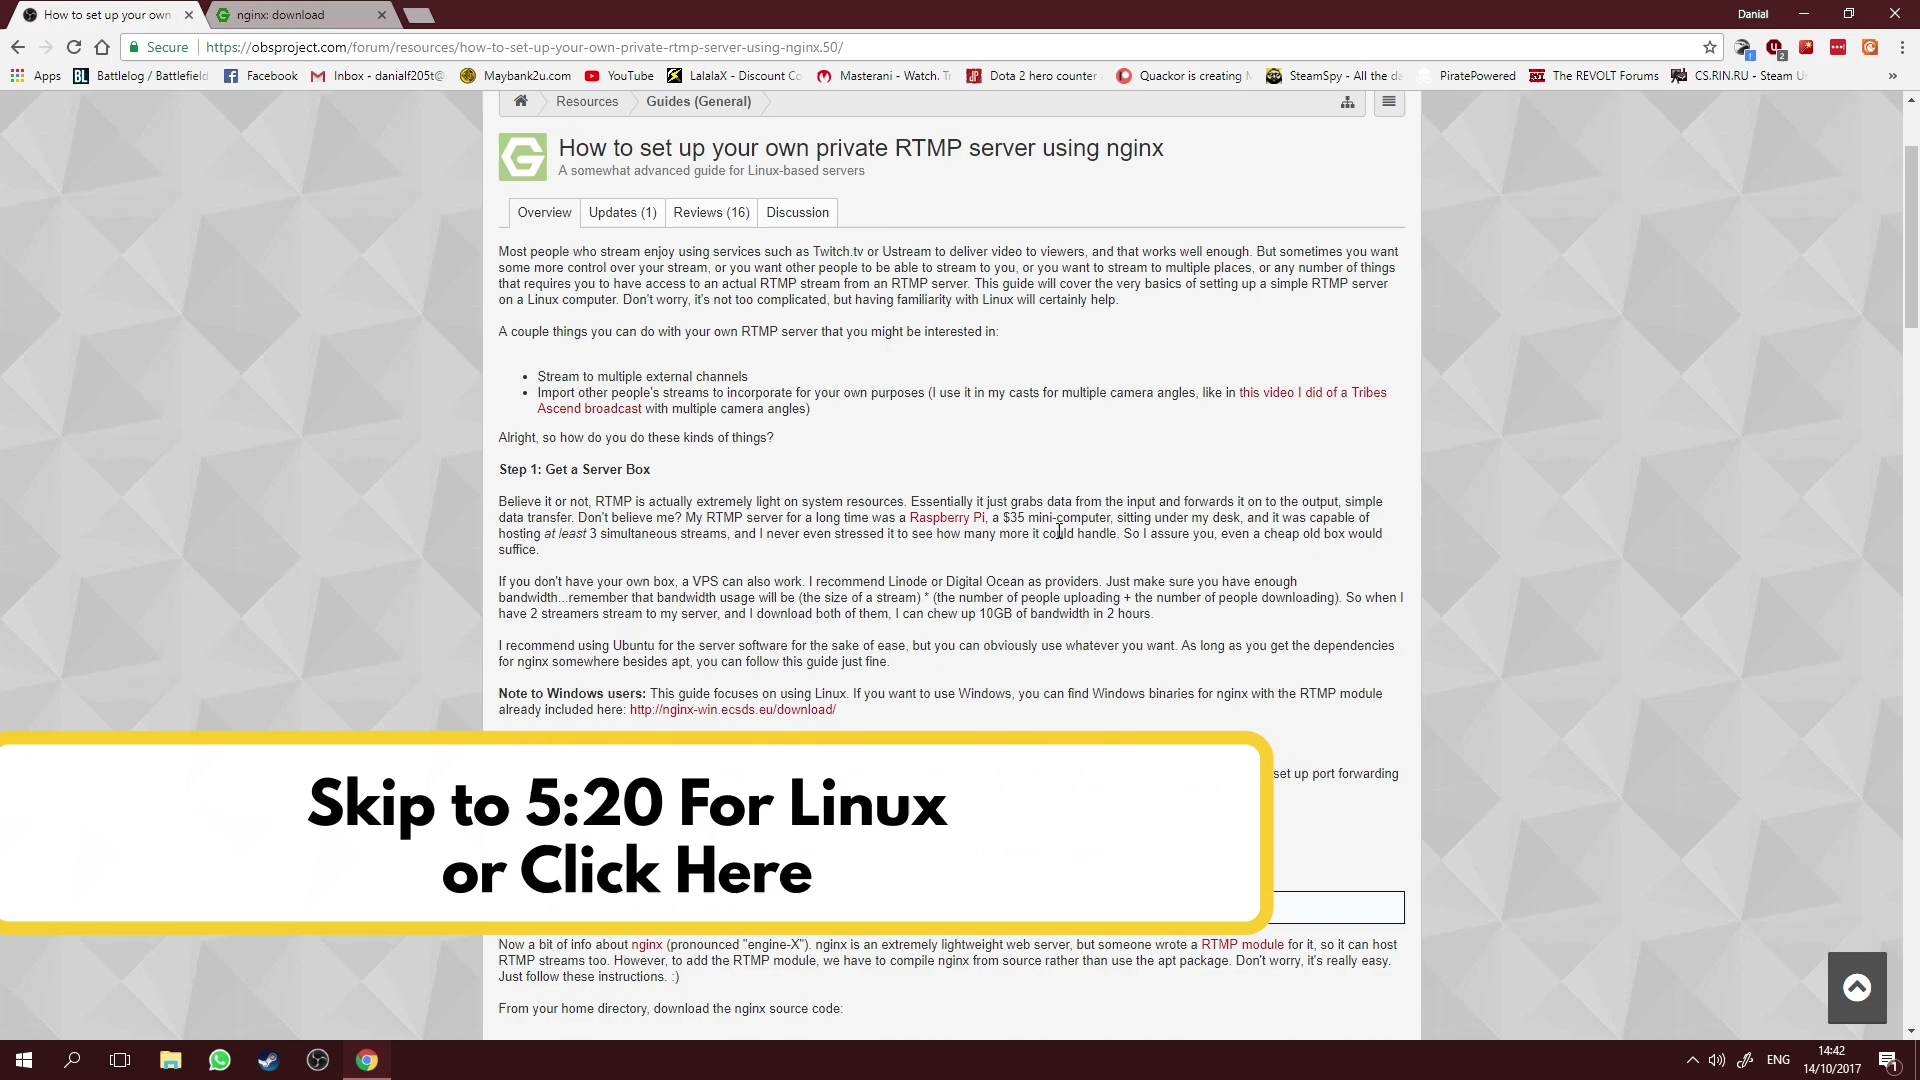 How to set up your own
nginx: download
Danial
Secure
https://obsproject.com/forum/resources/how-to-set-up-your-own-private-rtmp-server-using-nginx.50/
Apps
Battlelog / Battlefield
Facebook
Inbox - danialf205t@
Maybank2u.com
YouTube
LalalaX - Discount Co
Masterani - Watch. Tr
Dota 2 hero counter
Quackor is creating
SteamSpy - All the da
PiratePowered
The REVOLT Forums
CS.RIN.RU - Steam U
Resources
Guides (General)
How to set up your own private RTMP server using nginx
A somewhat advanced guide for Linux-based servers
Overview
Updates (1)
Reviews (16)
Discussion
Most people who stream enjoy using services such as Twitch.tv or Ustream to deliver video to viewers, and that works well enough. But sometimes you want
some more control over your stream, or you want other people to be able to stream to you, or you want to stream to multiple places, or any number of things
that requires you to have access to an actual RTMP stream from an RTMP server. This guide will cover the very basics of setting up a simple RTMP server
on a Linux computer. Don't worry, it's not too complicated, but having familiarity with Linux will certainly help.
A couple things you can do with your own RTMP server that you might be interested in:
• Stream to multiple external channels
• Import other people's streams to incorporate for your own purposes (I use it in my casts for multiple camera angles, like in this video I did of a Tribes
Ascend broadcast with multiple camera angles)
Alright, so how do you do these kinds of things?
Step 1: Get a Server Box
Believe it or not, RTMP is actually extremely light on system resources. Essentially it just grabs data from the input and forwards it on to the output, simple
data transfer. Don't believe me? My RTMP server for a long time was a Raspberry Pi, a $35 mini-computer, sitting under my desk, and it was capable of
hosting at least 3 simultaneous streams, and I never even stressed it to see how many more it could handle. So I assure you, even a cheap old box would
suffice.
If you don't have your own box, a VPS can also work. I recommend Linode or Digital Ocean as providers. Just make sure you have enough
bandwidth...remember that bandwidth usage will be (the size of a stream) * (the number of people uploading + the number of people downloading). So when I
have 2 streamers stream to my server, and I download both of them, I can chew up 10GB of bandwidth in 2 hours.
I recommend using Ubuntu for the server software for the sake of ease, but you can obviously use whatever you want. As long as you get the dependencies
for nginx somewhere besides apt, you can follow this guide just fine.
Note to Windows users: This guide focuses on using Linux. If you want to use Windows, you can find Windows binaries for nginx with the RTMP module
already included here: http://nginx-win.ecsds.eu/download/
set up port forwarding
Skip to 5:20 For Linux
or Click Here
Now a bit of info about nginx (pronounced "engine-X"). nginx is an extremely lightweight web server, but someone wrote a RTMP module for it, so it can host
RTMP streams too. However, to add the RTMP module, we have to compile nginx from source rather than use the apt package. Don't worry, it's really easy.
Just follow these instructions. :)
From your home directory, download the nginx source code:
ENG
14:42
14/10/2017